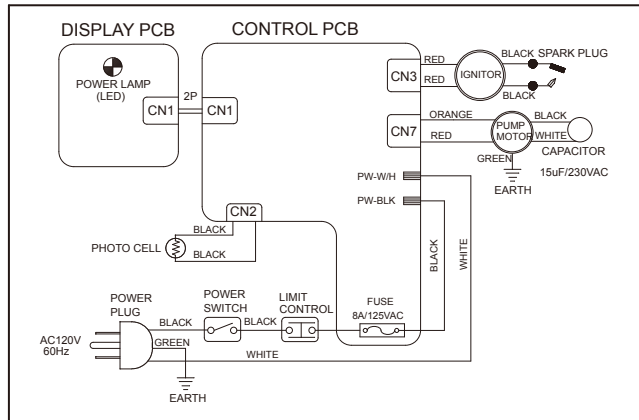 DISPLAY PCB
CONTROL PCB
POWER LAMP
(LED)
2P
CN1
CN1
CN3
RED
RED
IGNITOR
BLACK
SPARK PLUG
BLACK
CN7
ORANGE
RED
PUMP
MOTOR
BLACK
WHITE
CAPACITOR
15uF/230VAC
GREEN
EARTH
PW-W/H
PW-BLK
BLACK
WHITE
CN2
BLACK
BLACK
PHOTO CELL
POWER
PLUG
POWER
SWITCH
LIMIT
CONTROL
FUSE
8A/125VAC
AC120V
60Hz
BLACK
BLACK
GREEN
WHITE
EARTH